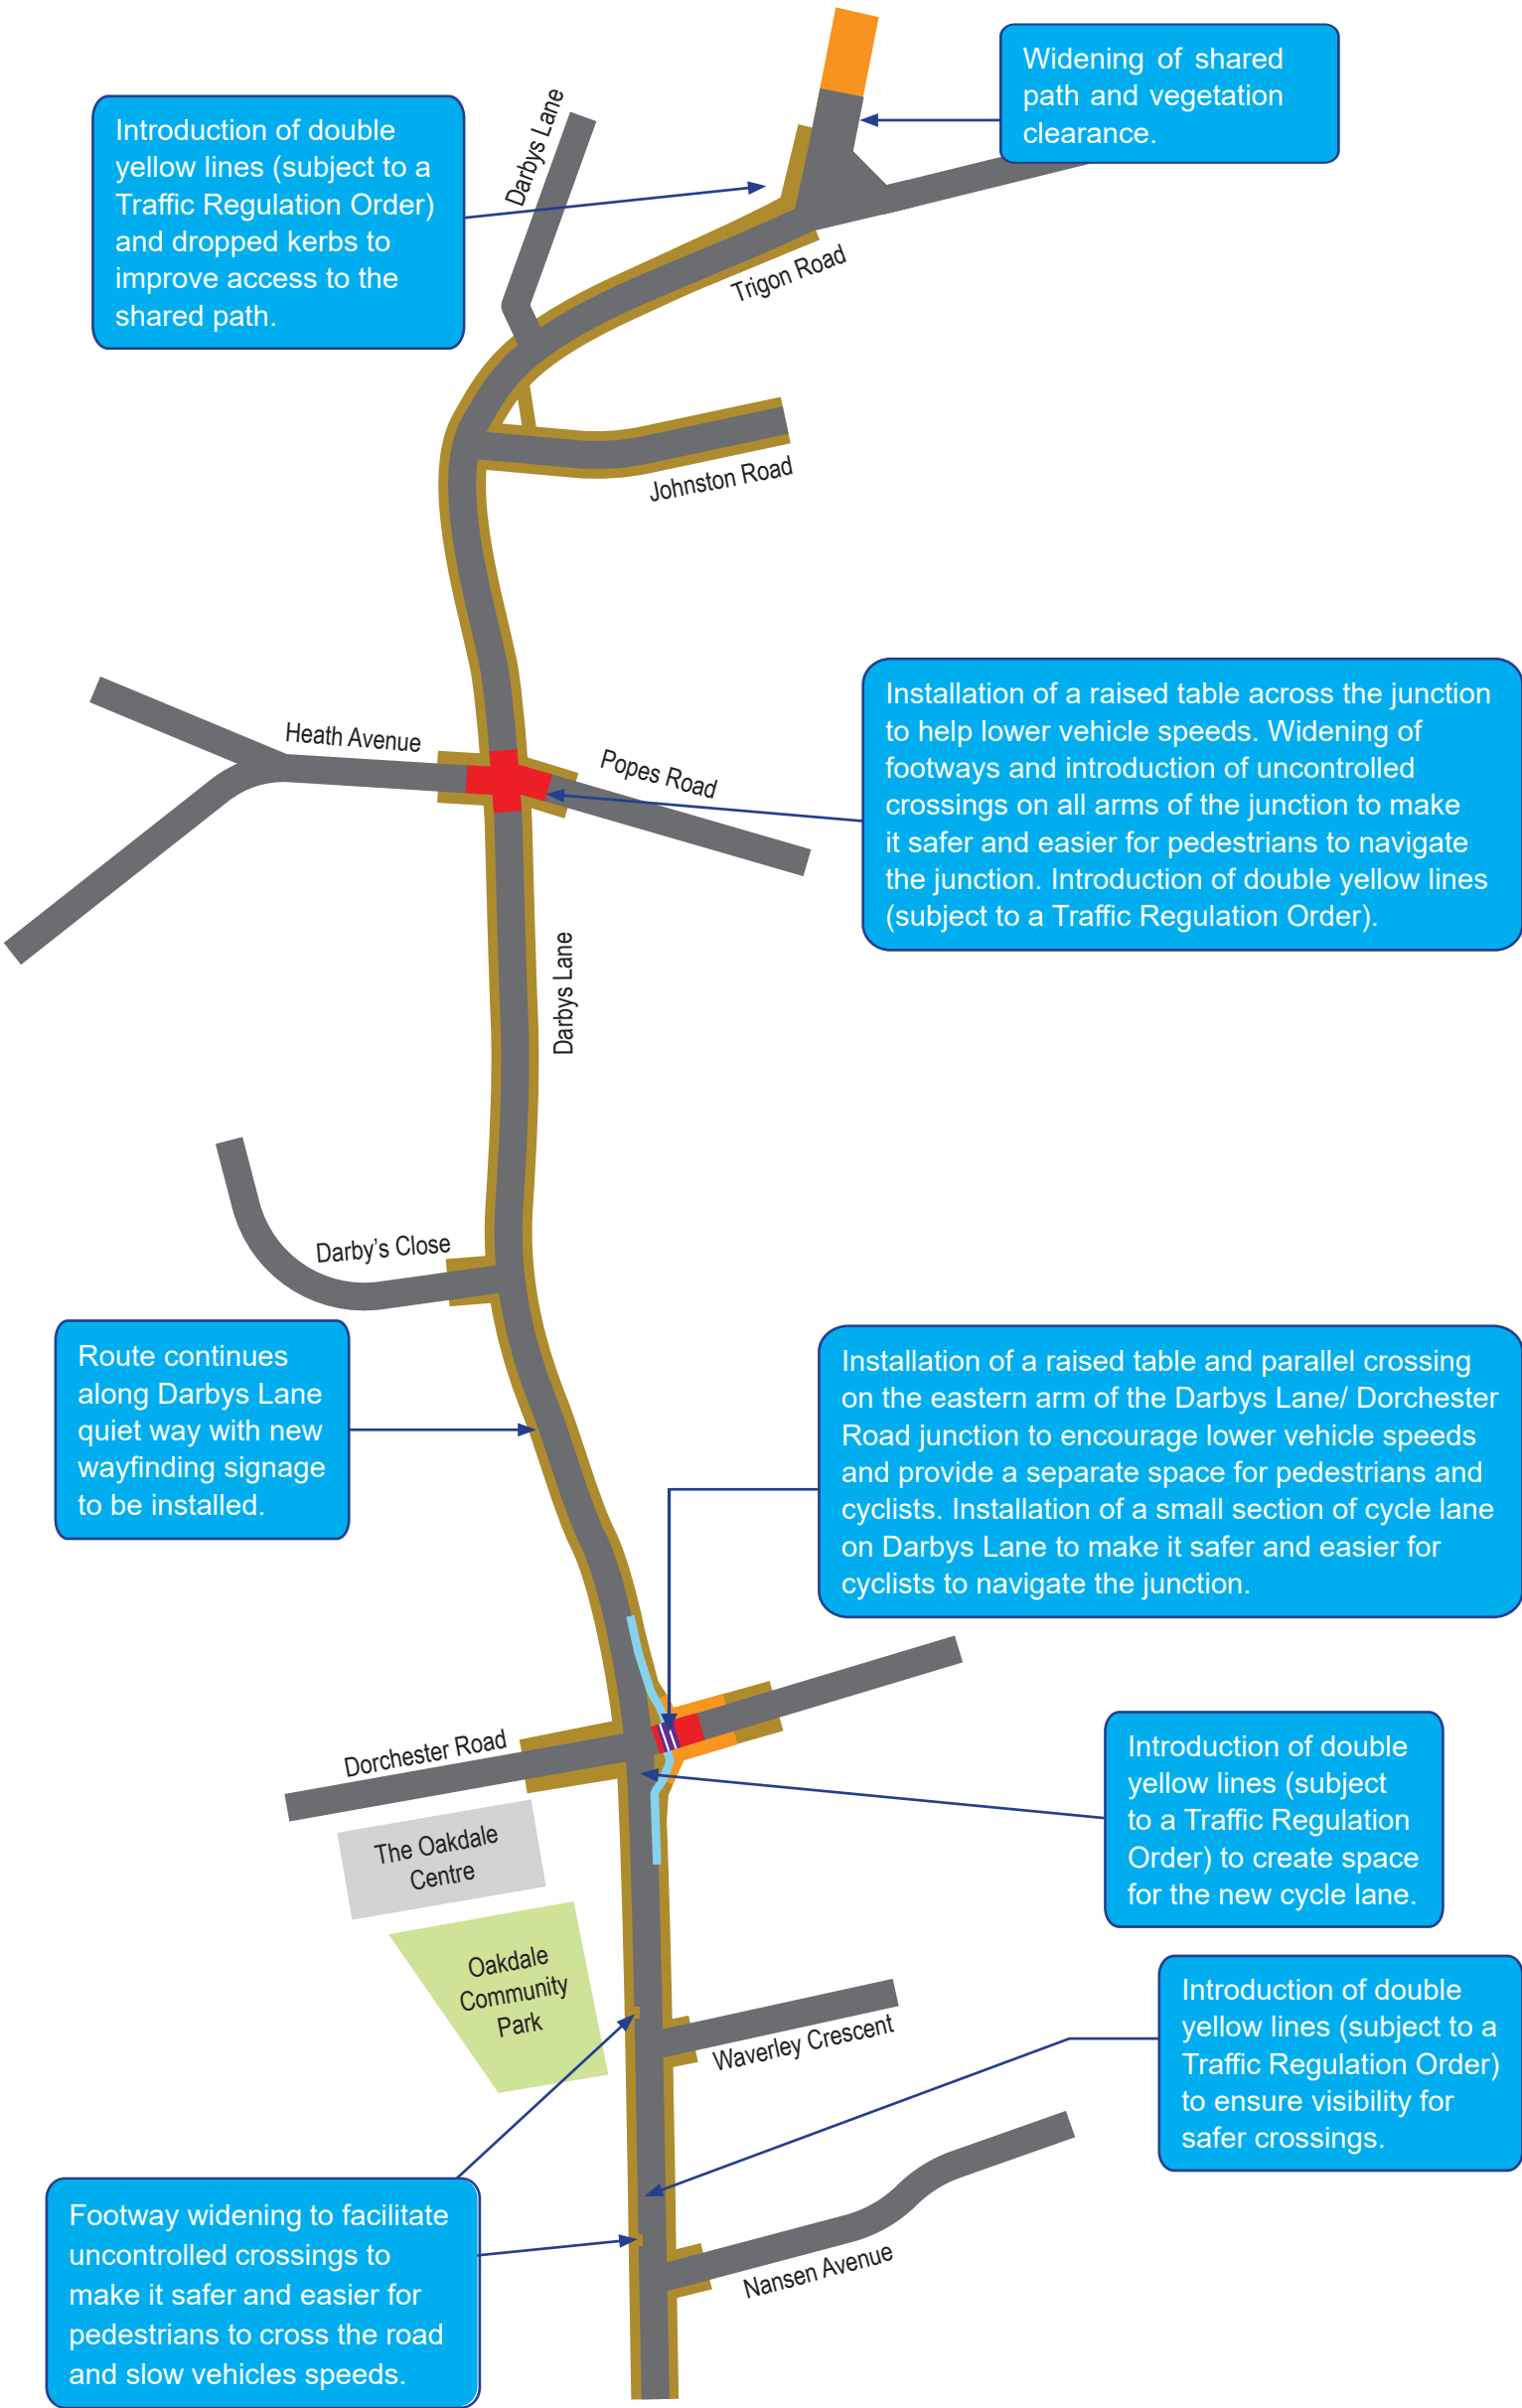 Widening of shared
path and vegetation
clearance.
Introduction of double
yellow lines (subject to a
Traffic Regulation Order)
and dropped kerbs to
improve access to the
shared path.
Darbys Lane
Trigon Road
Johnston Road
Heath Avenue
Popes Road
Installation of a raised table across the junction
to help lower vehicle speeds. Widening of
footways and introduction of uncontrolled
crossings on all arms of the junction to make
it safer and easier for pedestrians to navigate
the junction. Introduction of double yellow lines
(subject to a Traffic Regulation Order).
Darbys Lane
Darby's Close
Route continues
along Darbys Lane
quiet way with new
wayfinding signage
to be installed.
Installation of a raised table and parallel crossing
on the eastern arm of the Darbys Lane/ Dorchester
Road junction to encourage lower vehicle speeds
and provide a separate space for pedestrians and
cyclists. Installation of a small section of cycle lane
on Darbys Lane to make it safer and easier for
cyclists to navigate the junction.
Dorchester Road
The Oakdale
Centre
Introduction of double
yellow lines (subject
to a Traffic Regulation
Order) to create space
for the new cycle lane.
Oakdale
Community
Park
Waverley Crescent
Introduction of double
yellow lines (subject to a
Traffic Regulation Order)
to ensure visibility for
safer crossings.
Footway widening to facilitate
uncontrolled crossings to
make it safer and easier for
pedestrians to cross the road
and slow vehicles speeds.
Nansen Avenue